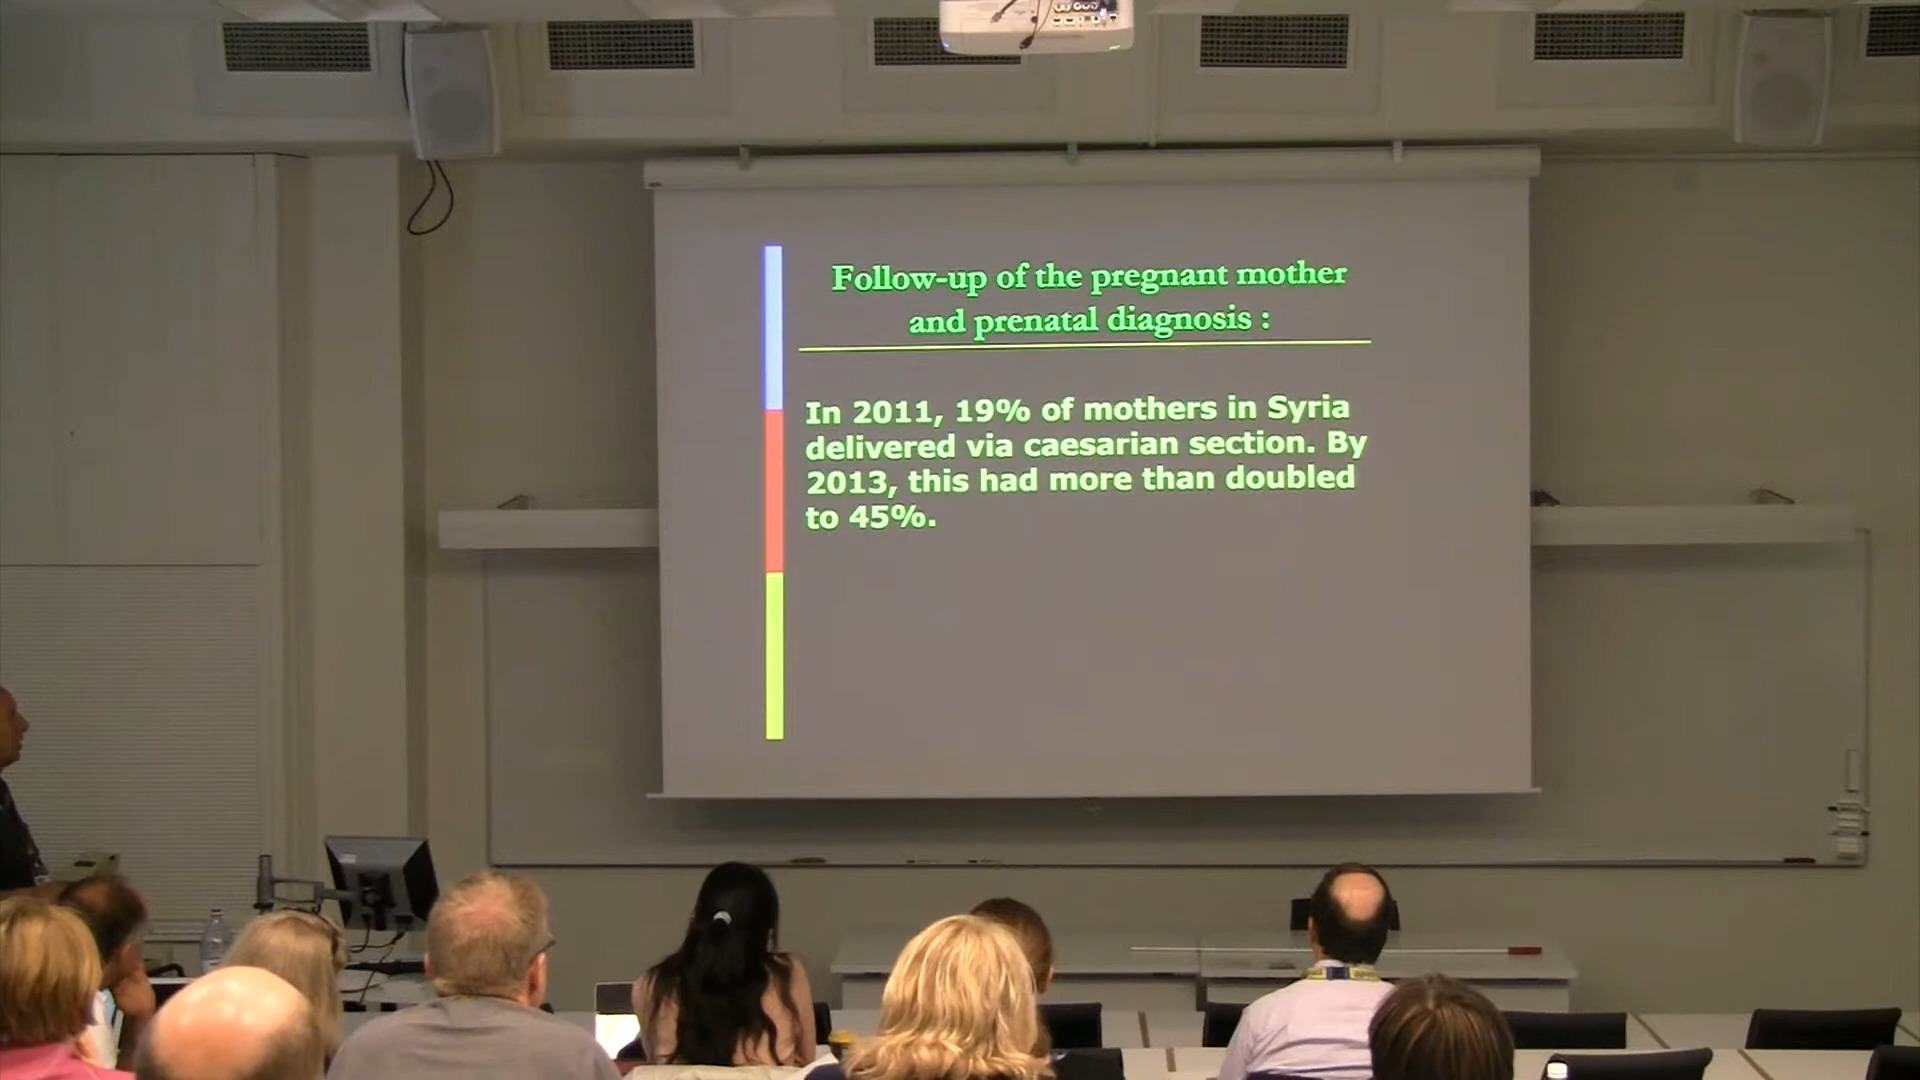 Follow-up of the pregnant mother
and prenatal diagnosis :
In 2011, 19% of mothers in Syria
delivered via caesarian section. By
2013, this had more than doubled
to 45%.